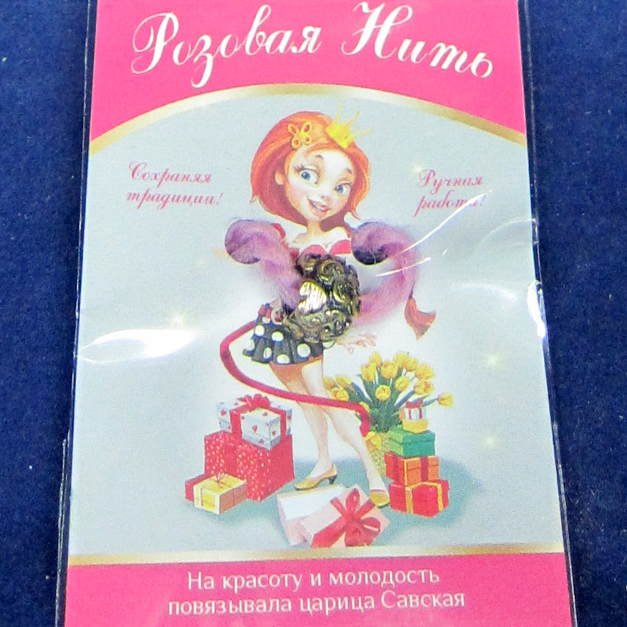 Розовая Нить
Сохраняя
традиции!
Ручная
работа!
На красоту и молодость
повязывала царица Савская